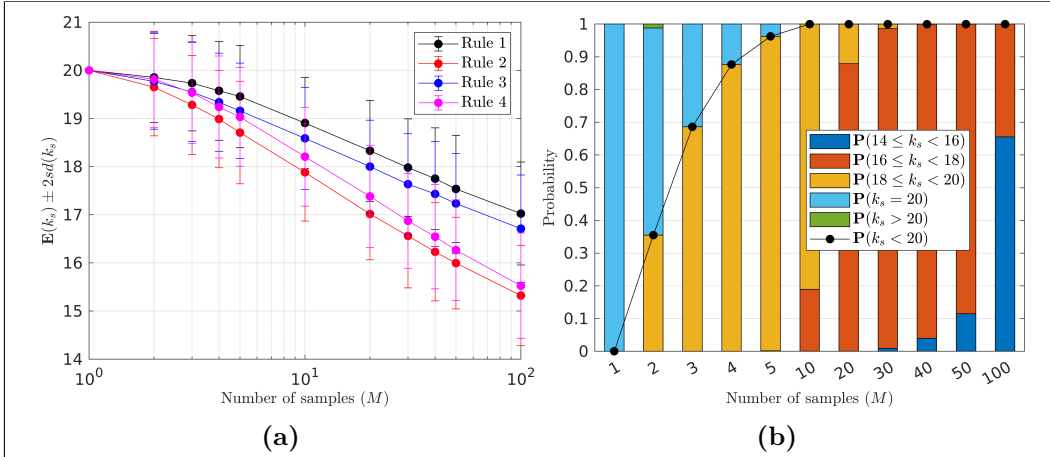 21
20
19
18
17
16
15
14
E(k_s) ± 2sd(k_s)
10^0
10^1
10^2
Number of samples (M)
Rule 1
Rule 2
Rule 3
Rule 4
(a)
1
0.9
0.8
0.7
0.6
0.5
0.4
0.3
0.2
0.1
0
Probability
1
2
3
4
5
10
20
30
40
50
100
Number of samples (M)
P(14 ≤ k_s < 16)
P(16 ≤ k_s < 18)
P(18 ≤ k_s < 20)
P(k_s = 20)
P(k_s > 20)
P(k_s < 20)
(b)